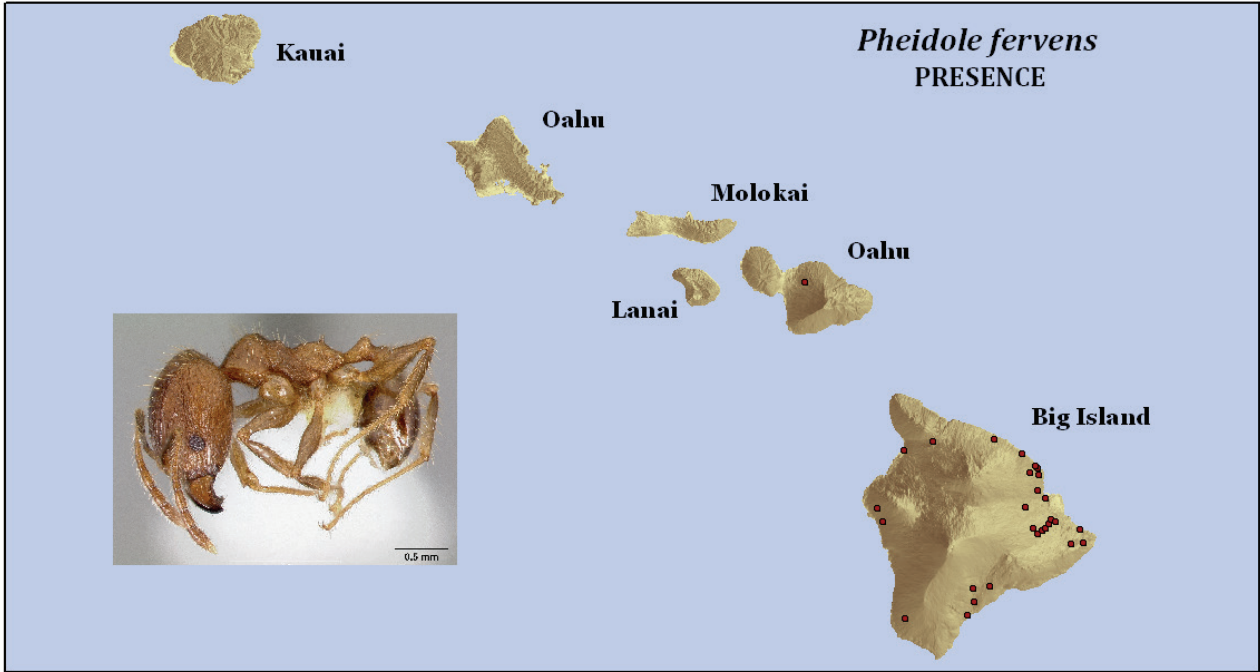 Pheidole fervens
PRESENCE
Kauai
Oahu
Molokai
Oahu
Lanai
Big Island
0.5 mm